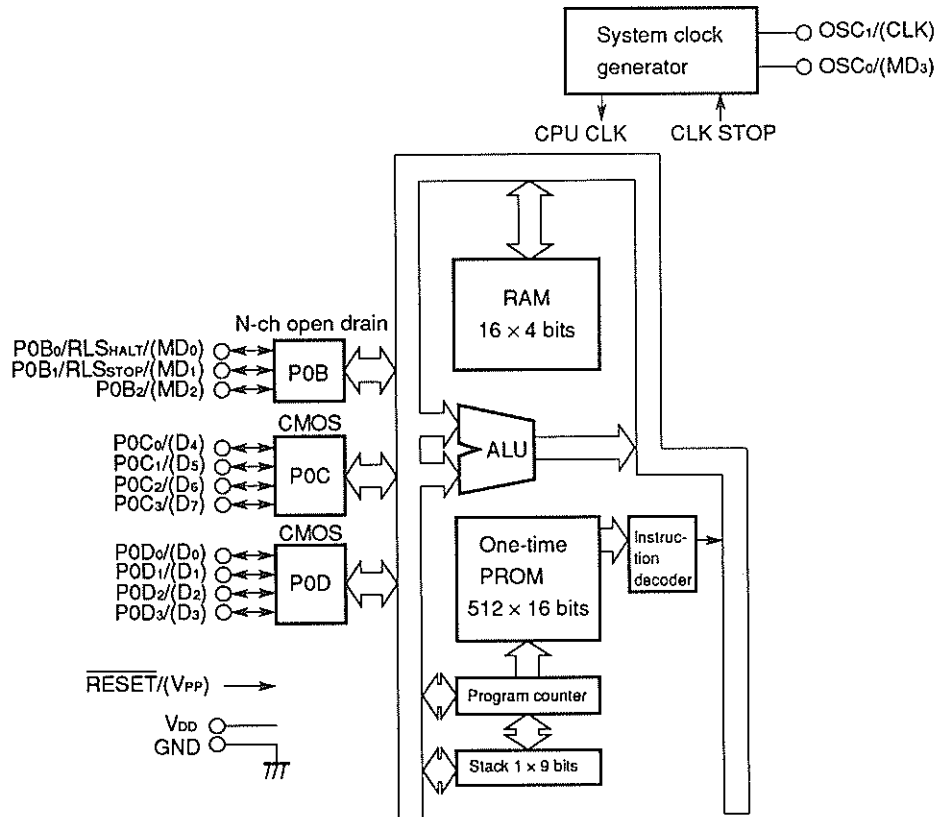 System clock
generator
OSC₁/(CLK)
OSC₀/(MD₃)
CPU CLK
CLK STOP
RAM
16 × 4 bits
N-ch open drain
P0B₀/RLSHALT/(MD₀)
P0B₁/RLSSTOP/(MD₁)
P0B₂/(MD₂)
P0B
CMOS
P0C₀/(D₄)
P0C₁/(D₅)
P0C₂/(D₆)
P0C₃/(D₇)
P0C
ALU
CMOS
P0D₀/(D₀)
P0D₁/(D₁)
P0D₂/(D₂)
P0D₃/(D₃)
P0D
One-time
PROM
512 × 16 bits
Instruc-
tion
decoder
RESET/(VPP)
Program counter
VDD
GND
Stack 1 × 9 bits